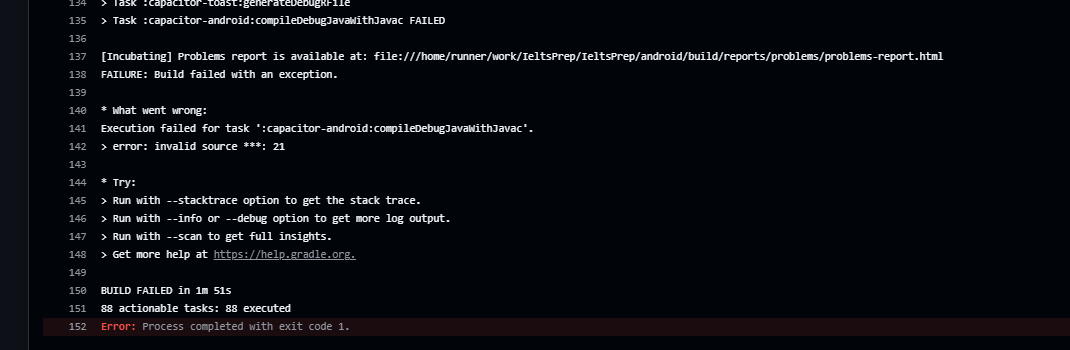 134 > Task :capacitor-toast:generateDebugRFile
135 > Task :capacitor-android:compileDebugJavaWithJavac FAILED
136
137 [Incubating] Problems report is available at: file:///home/runner/work/IeltsPrep/IeltsPrep/android/build/reports/problems/problems-report.html
138 FAILURE: Build failed with an exception.
139
140 * What went wrong:
141 Execution failed for task ':capacitor-android:compileDebugJavaWithJavac'.
142 > error: invalid source ***: 21
143
144 * Try:
145 > Run with --stacktrace option to get the stack trace.
146 > Run with --info or --debug option to get more log output.
147 > Run with --scan to get full insights.
148 > Get more help at https://help.gradle.org.
149
150 BUILD FAILED in 1m 51s
151 88 actionable tasks: 88 executed
152 Error: Process completed with exit code 1.